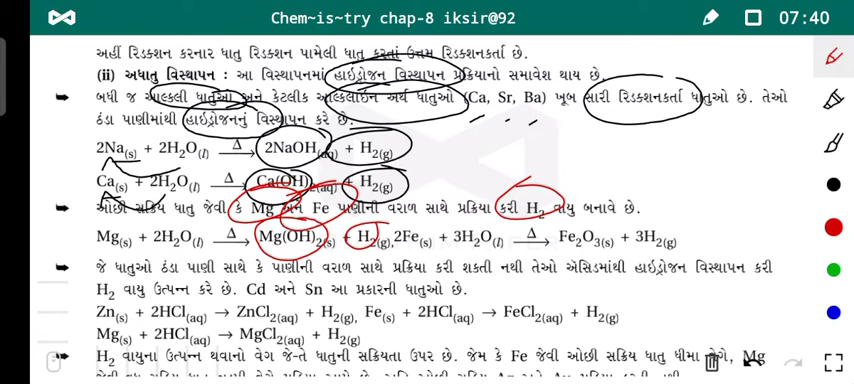 Chem~is~try chap-8 iksir@92
07:40
અહીં રિડક્શન કરનાર ધાતુ રિડક્શન પામેલી ધાતુ કરતાં ઉત્તમ રિડક્શનકર્તા છે.
(ii) અધાતુ વિસ્થાપન : આ વિસ્થાપનમાં હાઇડ્રોજન વિસ્થાપન પ્રક્રિયાનો સમાવેશ થાય છે.
➥ બધી જ આલ્કલી ધાતુઓ અને કેટલીક આલ્કલાઇન અર્થ ધાતુઓ (Ca, Sr, Ba) ખૂબ સારી રિડક્શનકર્તા ધાતુઓ છે. તેઓ
ઠંડા પાણીમાંથી હાઇડ્રોજનનું વિસ્થાપન કરે છે.
2Na(s) + 2H₂O(l) —Δ→ 2NaOH(aq) + H₂(g)
Ca(s) + 2H₂O(l) —Δ→ Ca(OH)₂(aq) + H₂(g)
➥ ઓછી સક્રિય ધાતુ જેવી કે Mg અને Fe પાણીની વરાળ સાથે પ્રક્રિયા કરી H₂ વાયુ બનાવે છે.
Mg(s) + 2H₂O(l) —Δ→ Mg(OH)₂(s) + H₂(g), 2Fe(s) + 3H₂O(l) —Δ→ Fe₂O₃(s) + 3H₂(g)
➥ જે ધાતુઓ ઠંડા પાણી સાથે કે પાણીની વરાળ સાથે પ્રક્રિયા કરી શકતી નથી તેઓ ઍસિડમાંથી હાઇડ્રોજન વિસ્થાપન કરી
H₂ વાયુ ઉત્પન્ન કરે છે. Cd અને Sn આ પ્રકારની ધાતુઓ છે.
Zn(s) + 2HCl(aq) → ZnCl₂(aq) + H₂(g), Fe(s) + 2HCl(aq) → FeCl₂(aq) + H₂(g)
Mg(s) + 2HCl(aq) → MgCl₂(aq) + H₂(g)
➥ H₂ વાયુના ઉત્પન્ન થવાનો વેગ જે-તે ધાતુની સક્રિયતા ઉપર છે. જેમ કે Fe જેવી ઓછી સક્રિય ધાતુ ધીમા વેગે, Mg